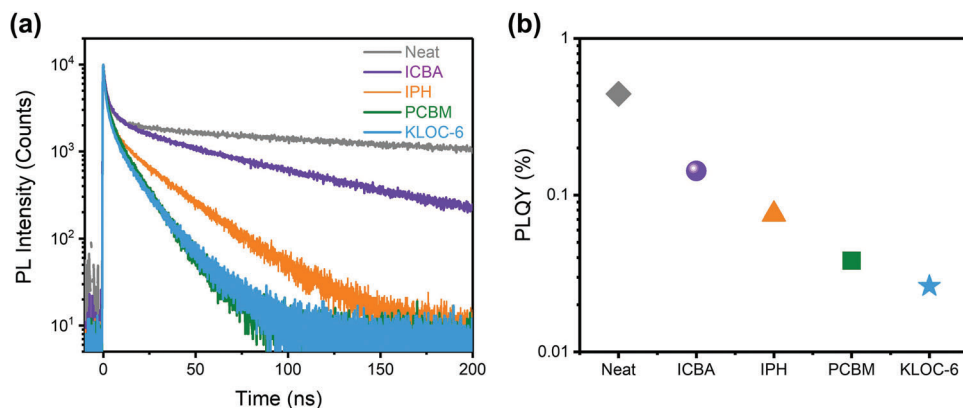 (a)
Neat
ICBA
IPH
PCBM
KLOC-6
10⁴
10³
10²
10¹
PL Intensity (Counts)
0 50 100 150 200
Time (ns)
(b)
1
0.1
0.01
PLQY (%)
Neat ICBA IPH PCBM KLOC-6